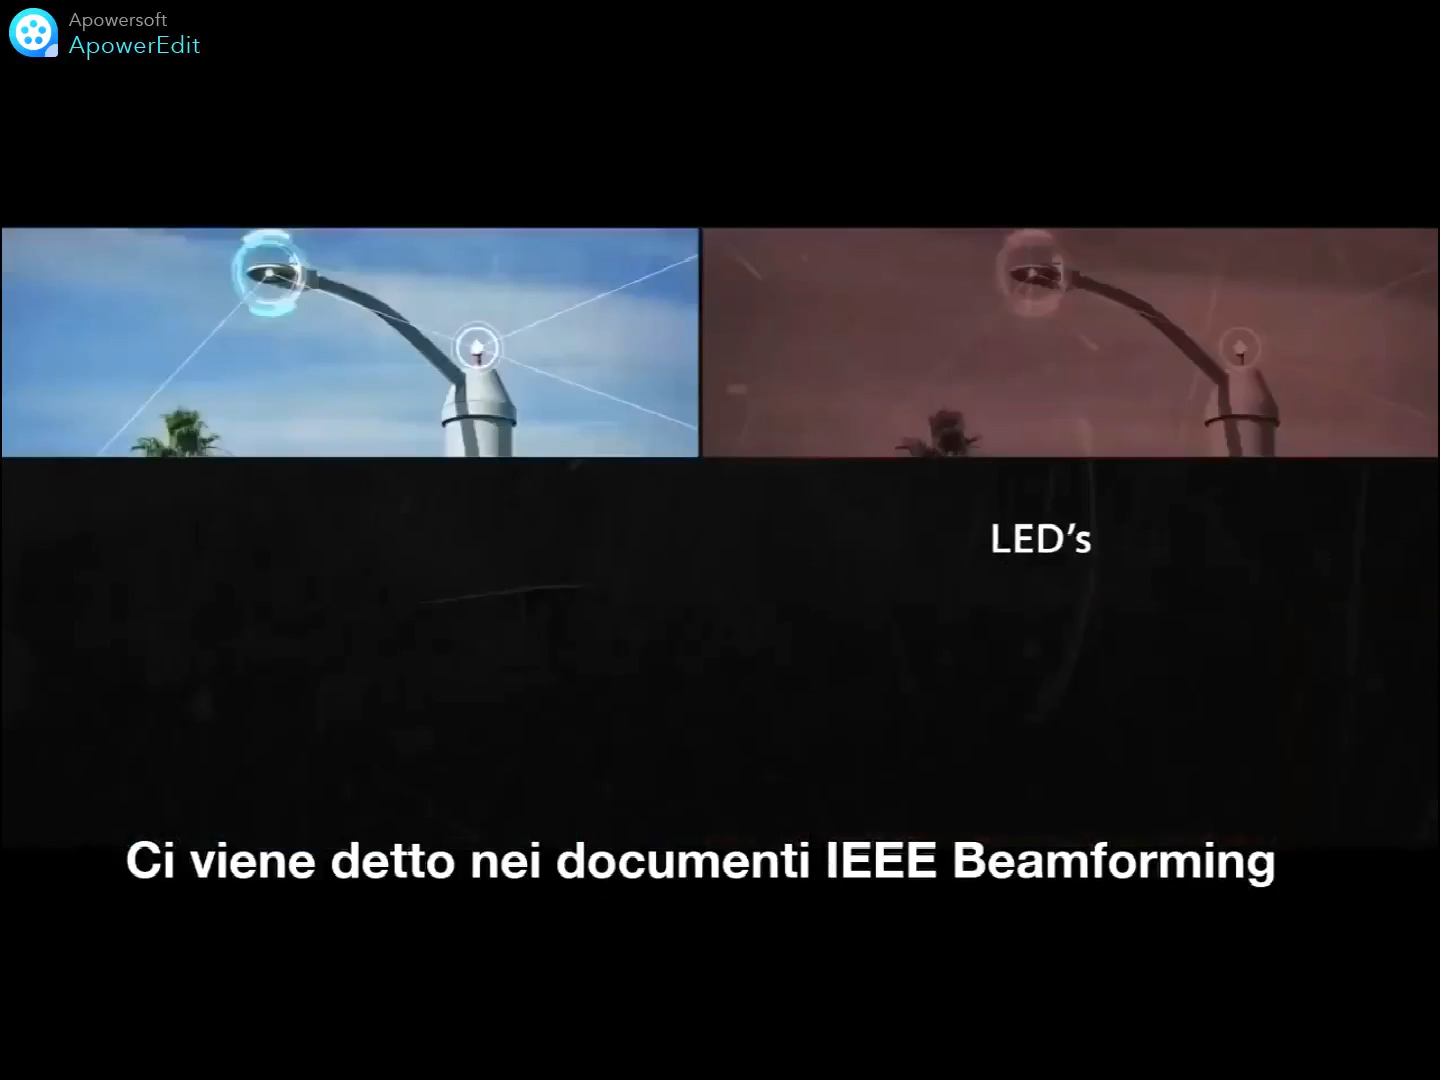 Apowersoft
ApowerEdit
LED’s
Ci viene detto nei documenti IEEE Beamforming